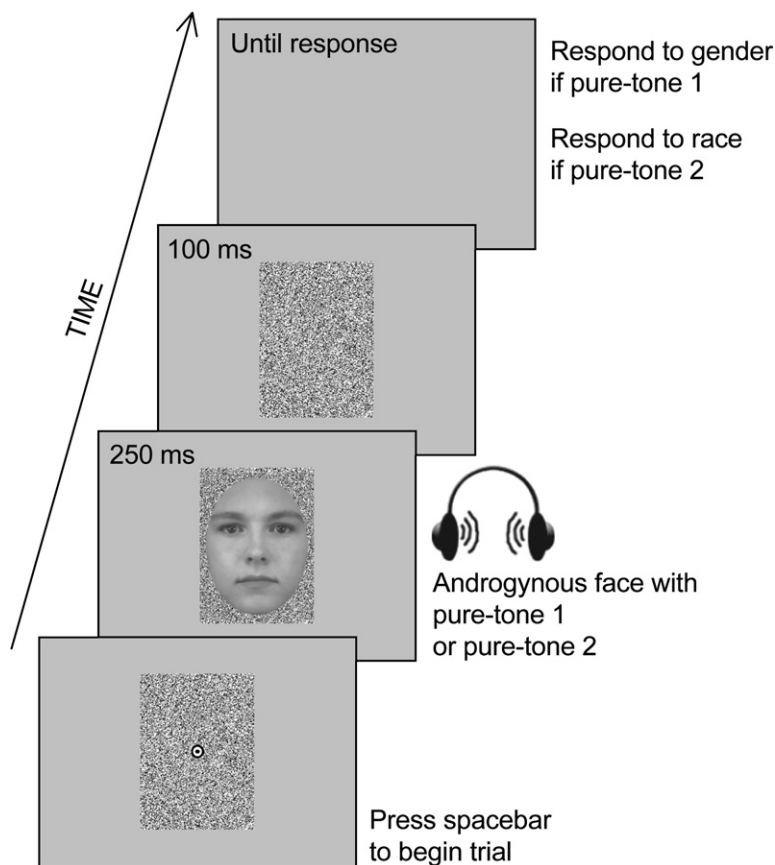 Until response
Respond to gender
if pure-tone 1
Respond to race
if pure-tone 2
100 ms
TIME
250 ms
Androgynous face with
pure-tone 1
or pure-tone 2
Press spacebar
to begin trial